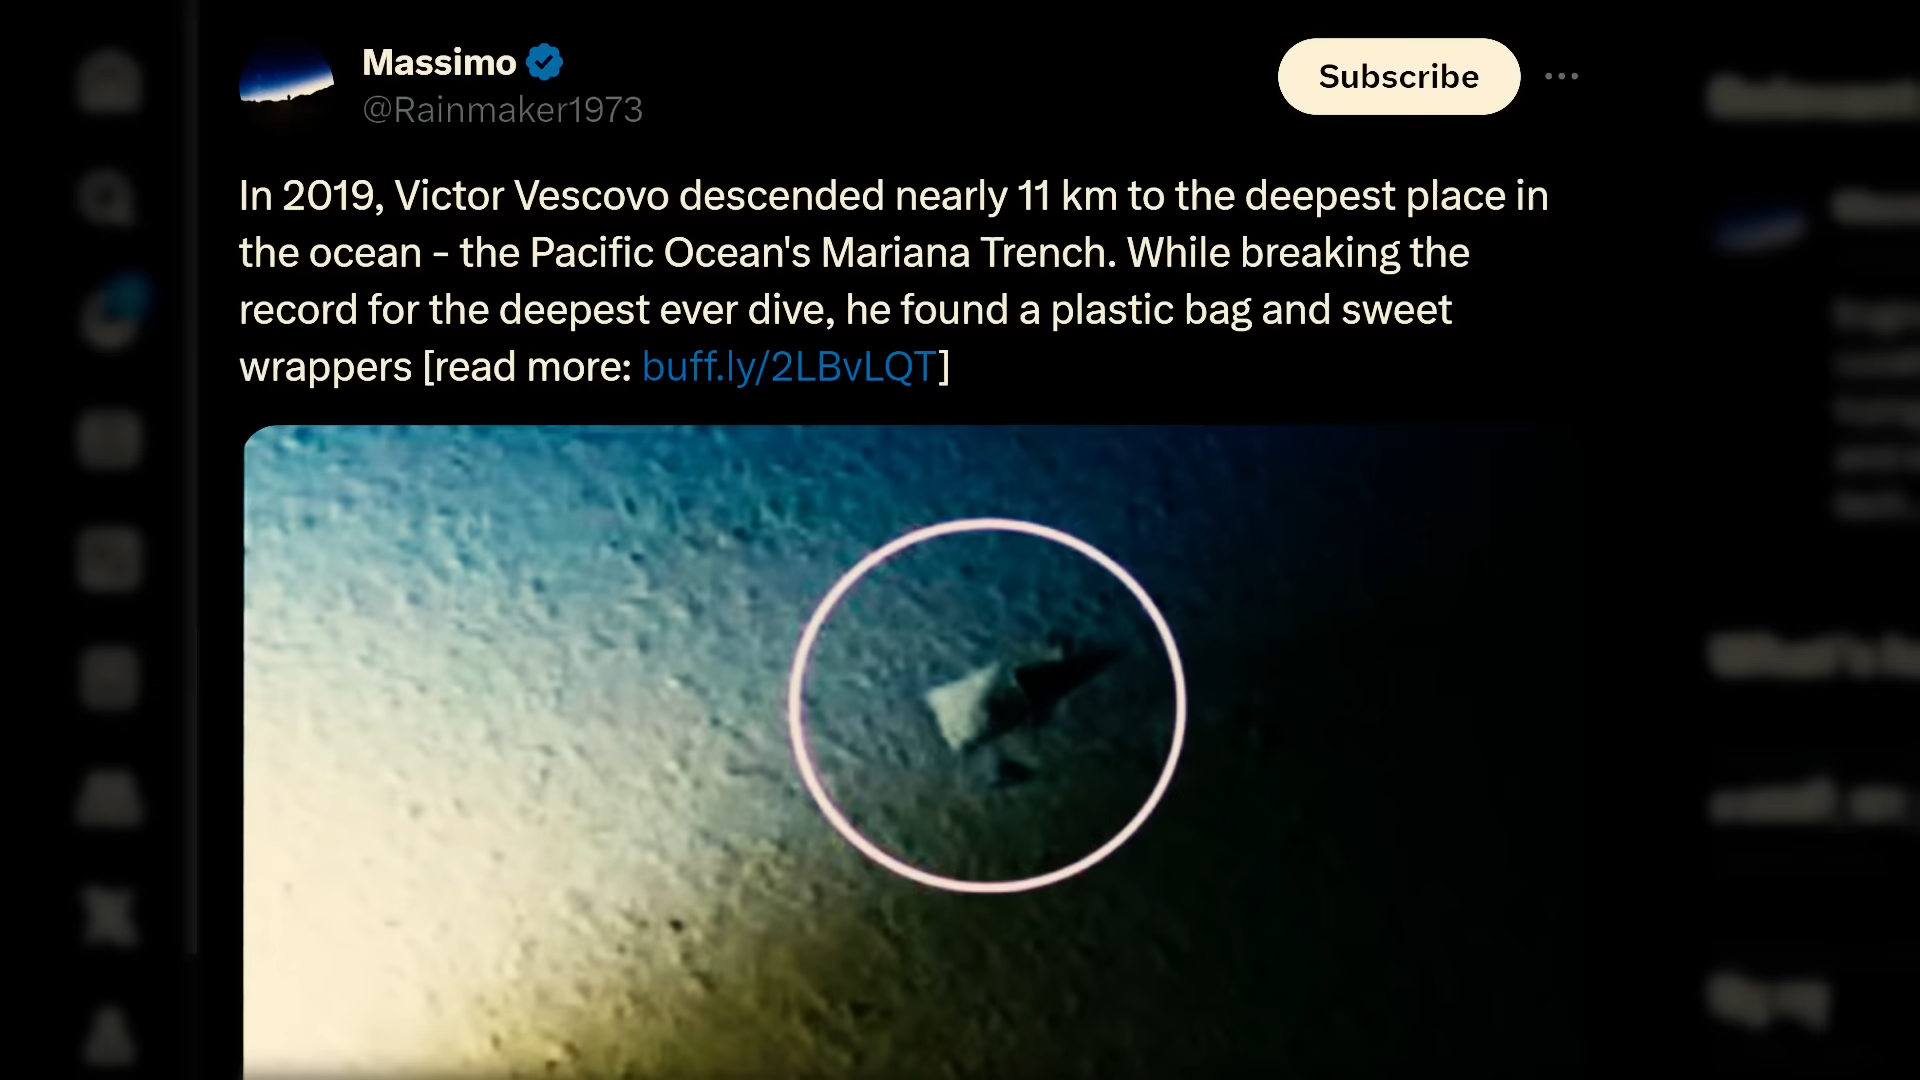 Massimo
@Rainmaker1973
Subscribe
In 2019, Victor Vescovo descended nearly 11 km to the deepest place in
the ocean - the Pacific Ocean's Mariana Trench. While breaking the
record for the deepest ever dive, he found a plastic bag and sweet
wrappers [read more: buff.ly/2LBvLQT]